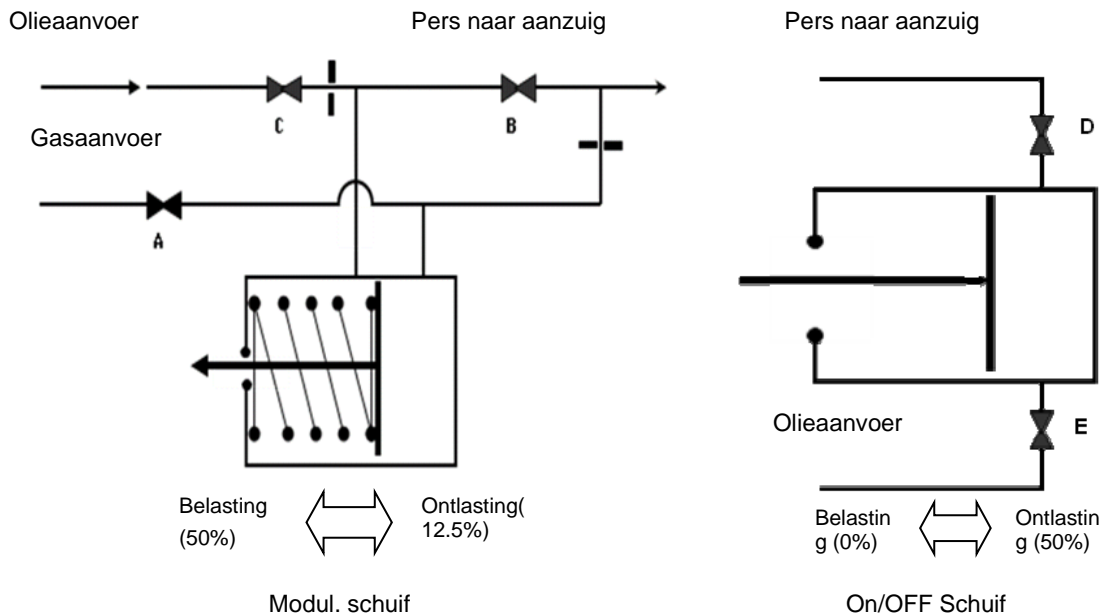 Olieaanvoer
Pers naar aanzuig
Pers naar aanzuig
C
B
D
Gasaanvoer
A
Olieaanvoer
E
Belasting
(50%)
Ontlasting(
12.5%)
Belastin
g (0%)
Ontlastin
g (50%)
Modul. schuif
On/OFF Schuif